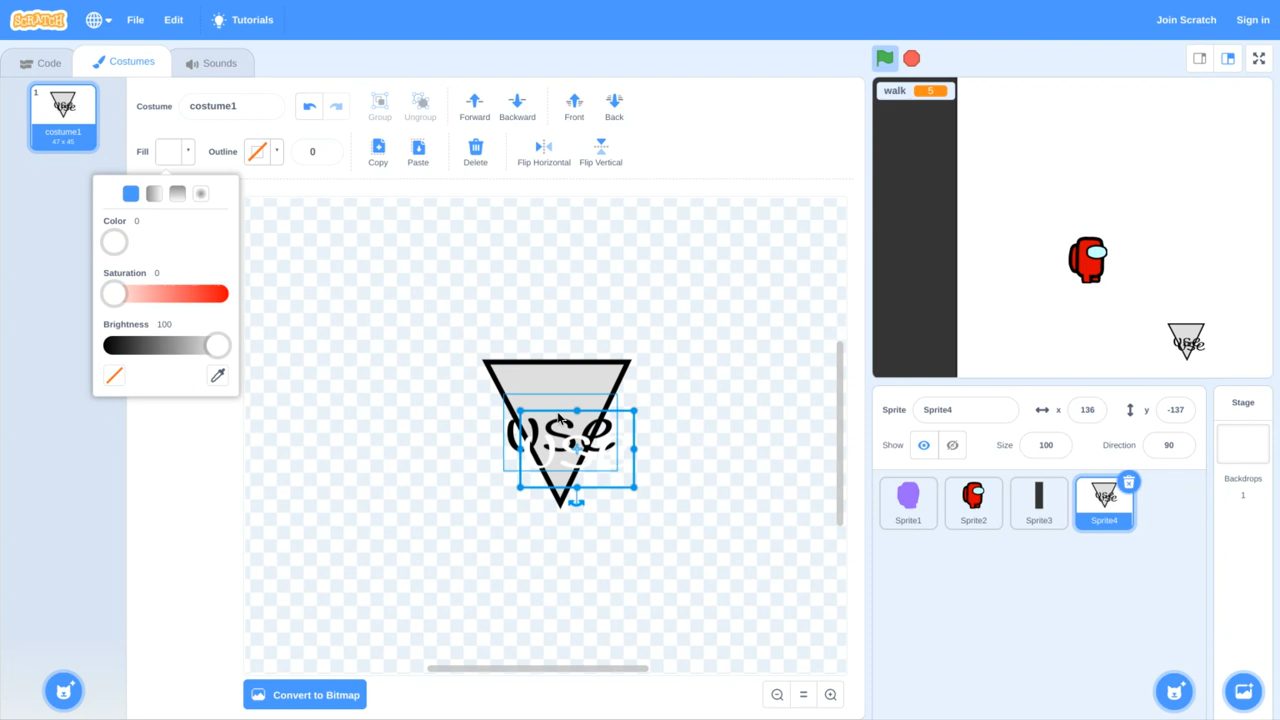 SCRATCH File Edit Tutorials Join Scratch Sign in
Code Costumes Sounds
1
costume1
47 x 45
Costume costume1 Group Ungroup Forward Backward Front Back
Fill Outline 0 Copy Paste Delete Flip Horizontal Flip Vertical
Color 0
Saturation 0
Brightness 100
use
Convert to Bitmap
walk 5
use
Sprite Sprite4 x 136 y -137
Show Size 100 Direction 90
Sprite1 Sprite2 Sprite3 Sprite4
Stage
Backdrops
1